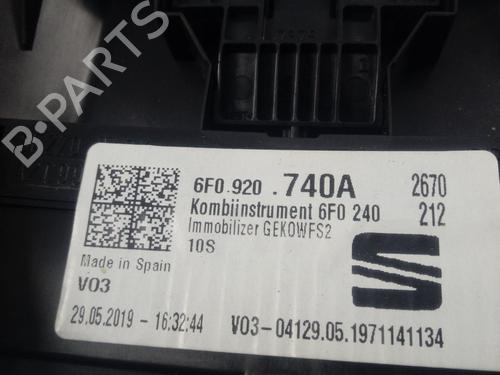 6F0.920 .740A 2670
Kombiinstrument 6F0 240 212
Immobilizer GEKOWFS2
10S
Made in Spain
V03
29.05.2019 - 16:32:44 V03-04129.05.1971141134
B-PARTS